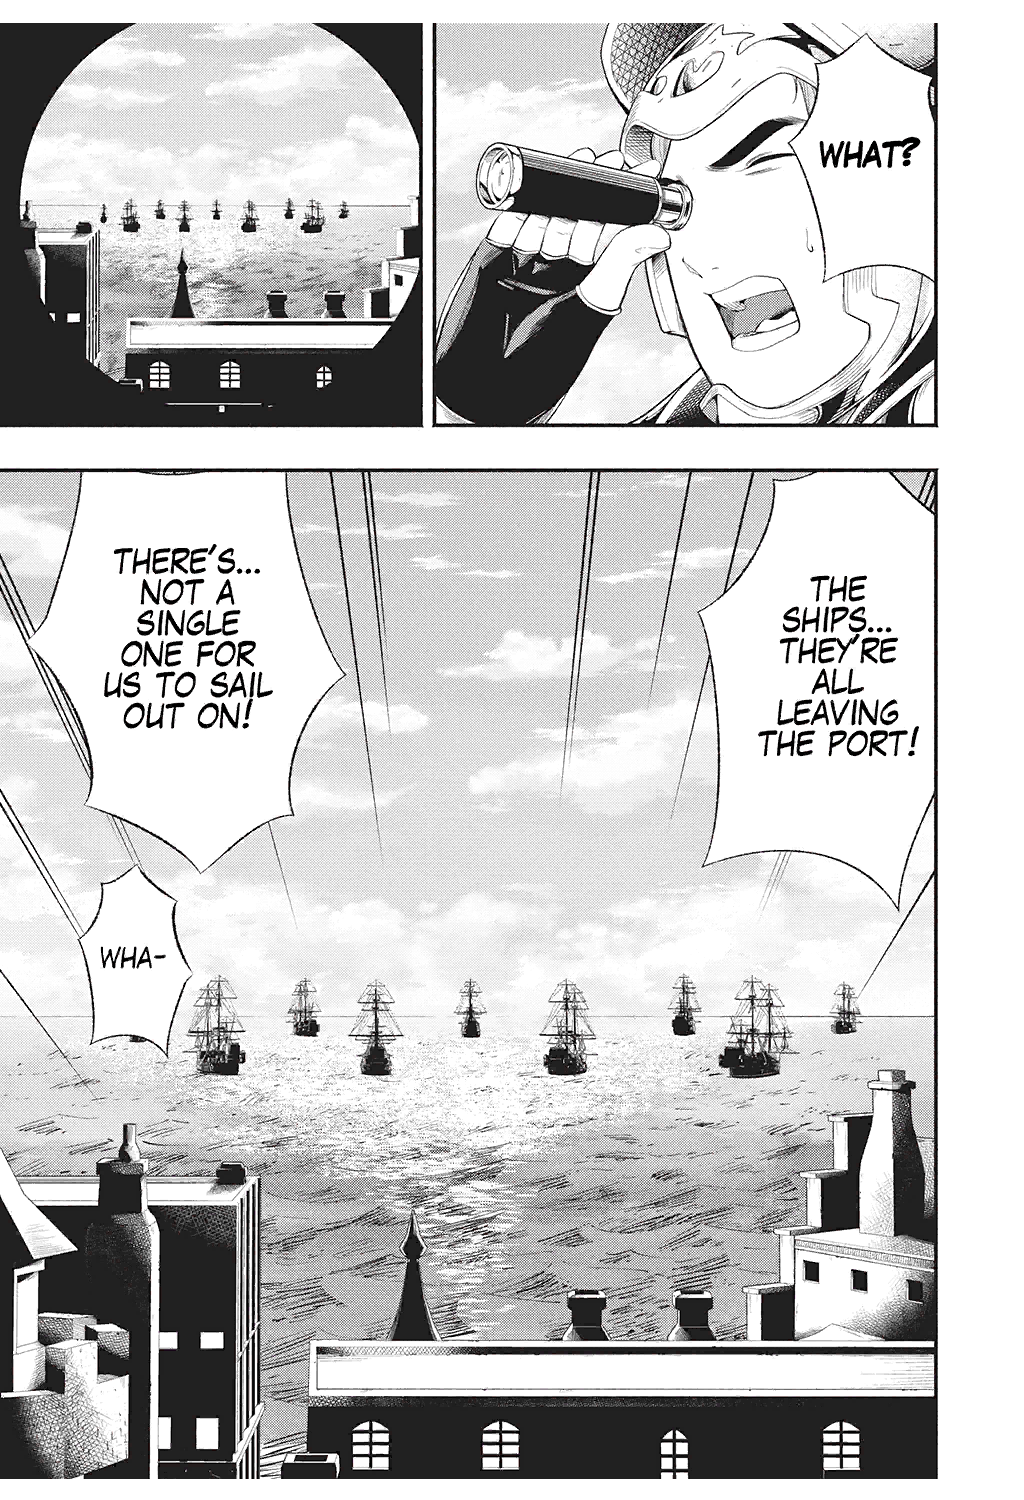 WHAT?
THE
SHIPS...
THEY'RE
ALL
LEAVING
THE PORT!
THERE'S...
NOT A
SINGLE
ONE FOR
US TO SAIL
OUT ON!
WHA-